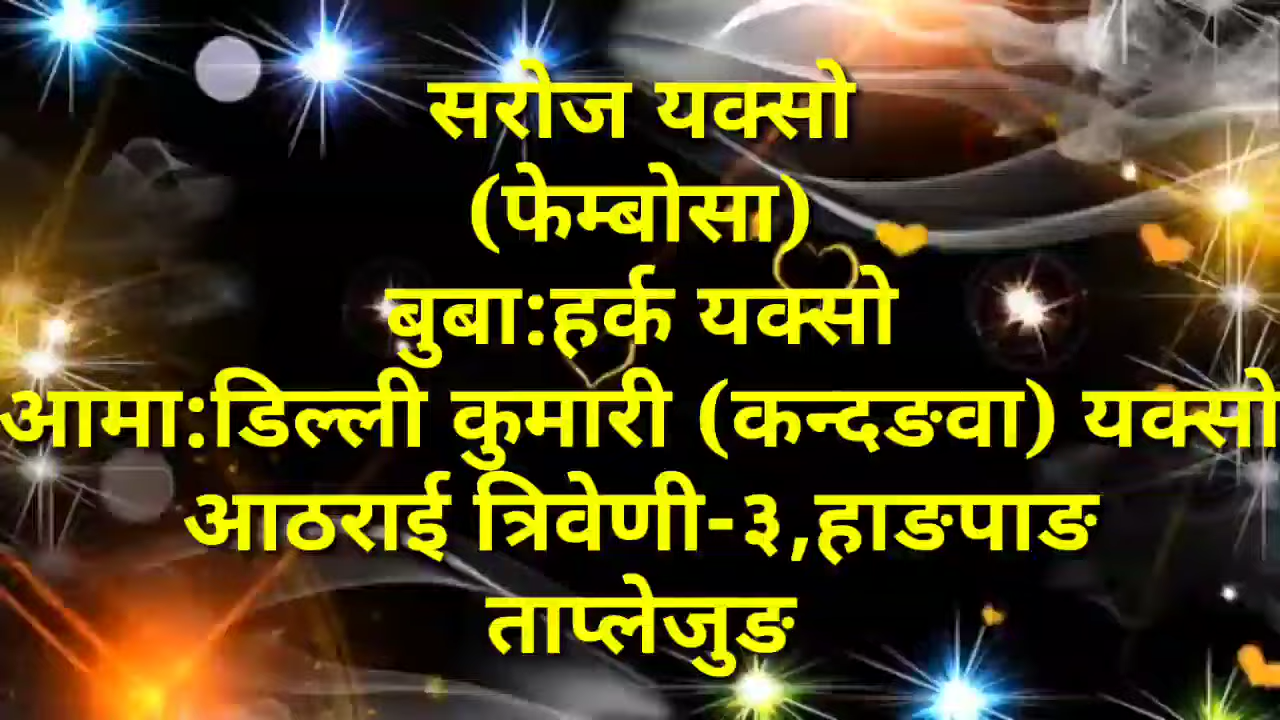 सरोज यक्सो
(फेम्बोसा)
बुबा:हर्क यक्सो
आमा:डिल्ली कुमारी (कन्दङवा) यक्सो
आठराई त्रिवेणी-३,हाङपाङ
ताप्लेजुङ